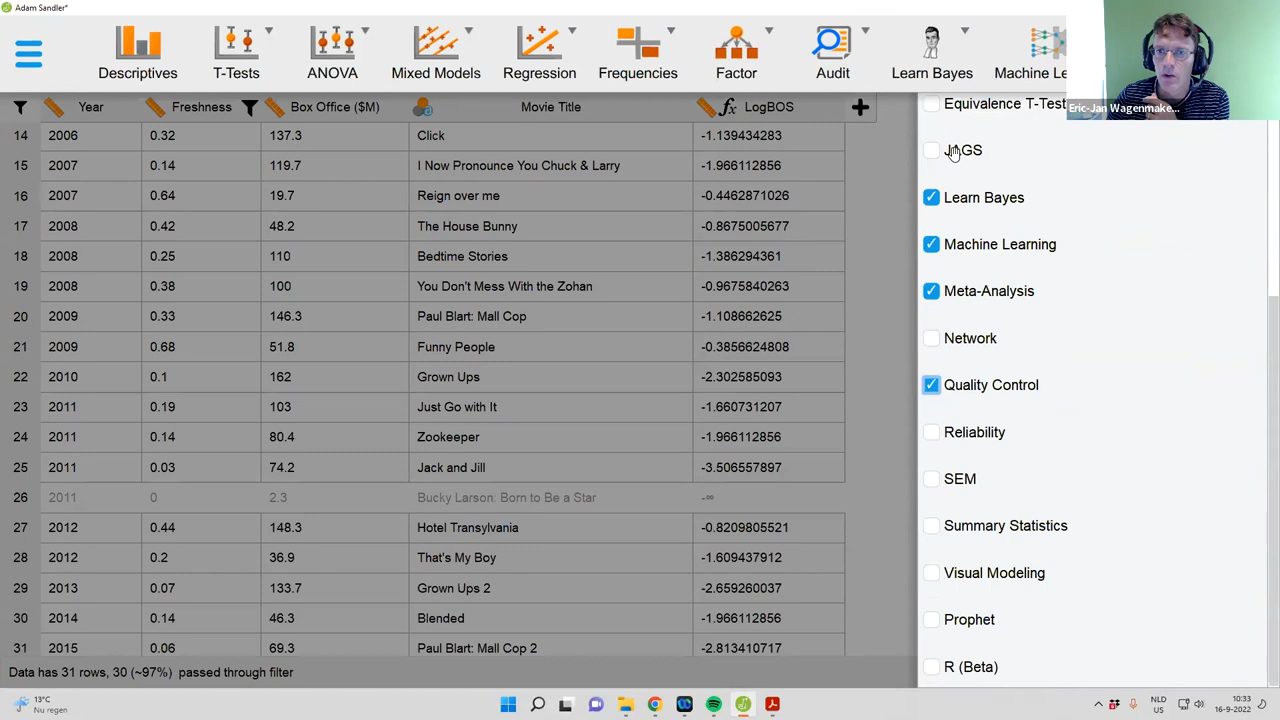 Adam Sandler*
Descriptives T-Tests ANOVA Mixed Models Regression Frequencies Factor Audit Learn Bayes Machine Le
Eric-Jan Wagenmake...
Year Freshness Box Office ($M) Movie Title LogBOS
14 2006 0.32 137.3 Click -1.139434283
15 2007 0.14 119.7 I Now Pronounce You Chuck & Larry -1.966112856
16 2007 0.64 19.7 Reign over me -0.4462871026
17 2008 0.42 48.2 The House Bunny -0.8675005677
18 2008 0.25 110 Bedtime Stories -1.386294361
19 2008 0.38 100 You Don't Mess With the Zohan -0.9675840263
20 2009 0.33 146.3 Paul Blart: Mall Cop -1.108662625
21 2009 0.68 51.8 Funny People -0.3856624808
22 2010 0.1 162 Grown Ups -2.302585093
23 2011 0.19 103 Just Go with It -1.660731207
24 2011 0.14 80.4 Zookeeper -1.966112856
25 2011 0.03 74.2 Jack and Jill -3.506557897
26 2011 0 2.3 Bucky Larson: Born to Be a Star -∞
27 2012 0.44 148.3 Hotel Transylvania -0.8209805521
28 2012 0.2 36.9 That's My Boy -1.609437912
29 2013 0.07 133.7 Grown Ups 2 -2.659260037
30 2014 0.14 46.3 Blended -1.966112856
31 2015 0.06 69.3 Paul Blart: Mall Cop 2 -2.813410717
Data has 31 rows, 30 (~97%) passed through filter
Equivalence T-Test
JAGS
Learn Bayes
Machine Learning
Meta-Analysis
Network
Quality Control
Reliability
SEM
Summary Statistics
Visual Modeling
Prophet
R (Beta)
13°C
Nu regen
NLD
US
10:33
16-9-2022